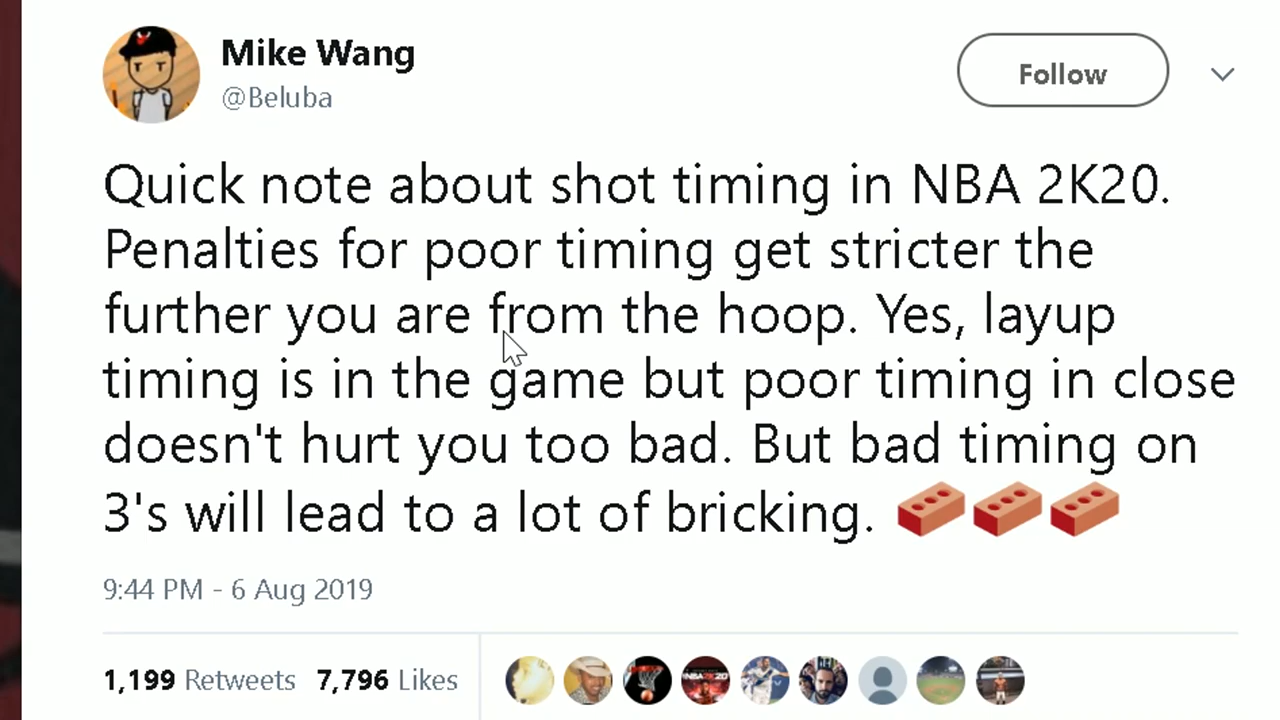 Mike Wang
@Beluba
Follow
Quick note about shot timing in NBA 2K20.
Penalties for poor timing get stricter the
further you are from the hoop. Yes, layup
timing is in the game but poor timing in close
doesn't hurt you too bad. But bad timing on
3's will lead to a lot of bricking. 🧱🧱🧱
9:44 PM - 6 Aug 2019
1,199 Retweets 7,796 Likes
NBA 2K20